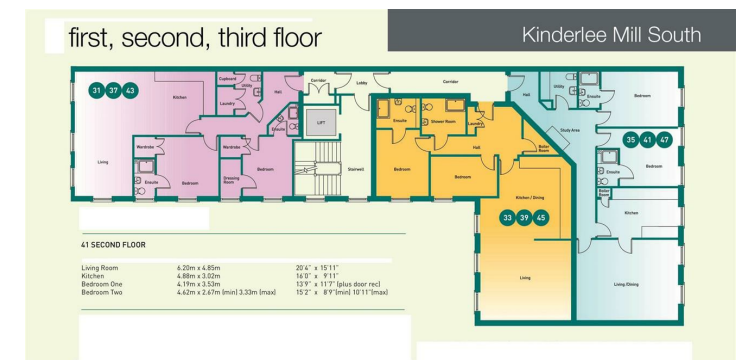 first, second, third floor
Kinderlee Mill South
31 37 43
Kitchen
Living
Wardrobe
Ensuite
Bedroom
Cupboard
Utility
Laundry
Hall
Ensuite
Wardrobe
Dressing
Room
Bedroom
Corridor
Lobby
Corridor
LIFT
Stairwell
Ensuite
Shower Room
Laundry
Hall
Boiler
Room
Bedroom
Bedroom
Kitchen / Dining
33 39 45
Living
Hall
Utility
Ensuite
Bedroom
Study Area
35 41 47
Ensuite
Bedroom
Boiler
Room
Kitchen
Living/Dining
41 SECOND FLOOR
Living Room 6.20m x 4.85m 20'4" x 15'11"
Kitchen 4.88m x 3.02m 16'0" x 9'11"
Bedroom One 4.19m x 3.53m 13'9" x 11'7" (plus door rec)
Bedroom Two 4.62m x 2.67m (min) 3.33m (max) 15'2" x 8'9"(min) 10'11"(max)